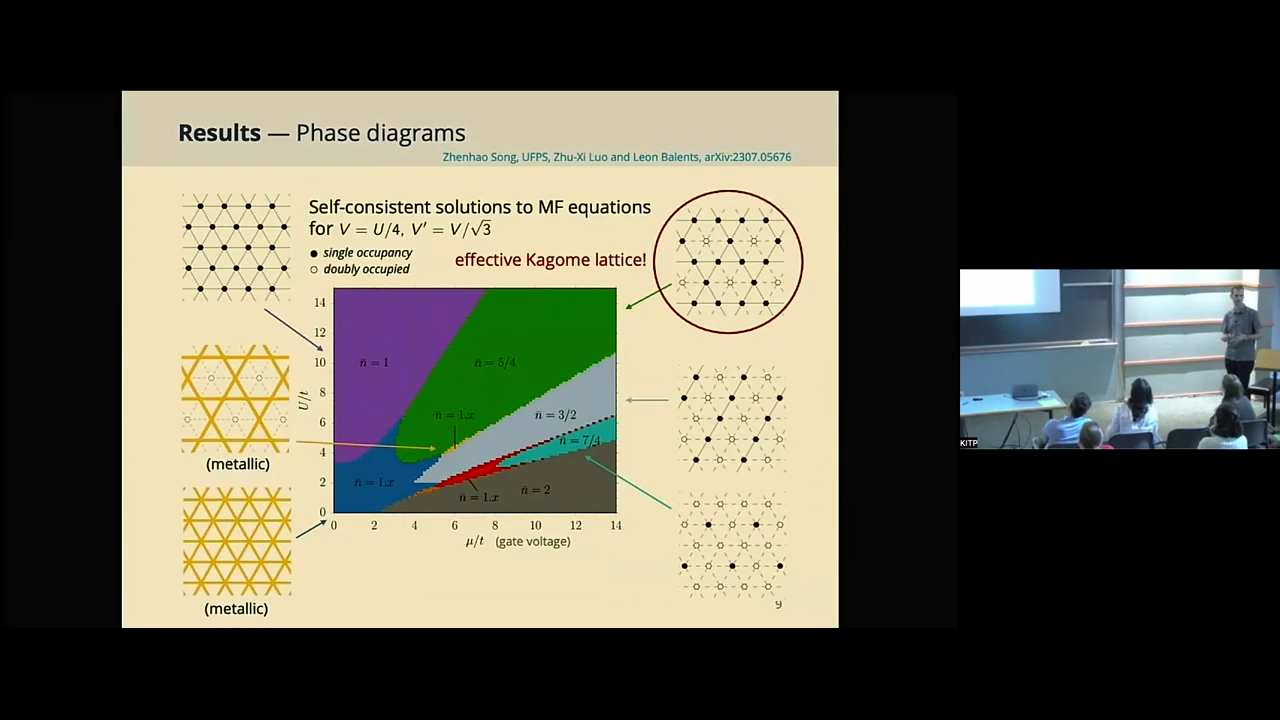 Results — Phase diagrams
Zhenhao Song, UFPS, Zhu-Xi Luo and Leon Balents, arXiv:2307.05676
Self-consistent solutions to MF equations
for V = U/4, V′ = V/√3
● single occupancy
○ doubly occupied
effective Kagome lattice!
14
12
10
8
6
4
2
0
U/t
n̄ = 1
n̄ = 5/4
n̄ = 1.x
n̄ = 3/2
n̄ = 7/4
n̄ = 1.x
n̄ = 1.x
n̄ = 2
0 2 4 6 8 10 12 14
μ/t (gate voltage)
(metallic)
(metallic)
9
KITP